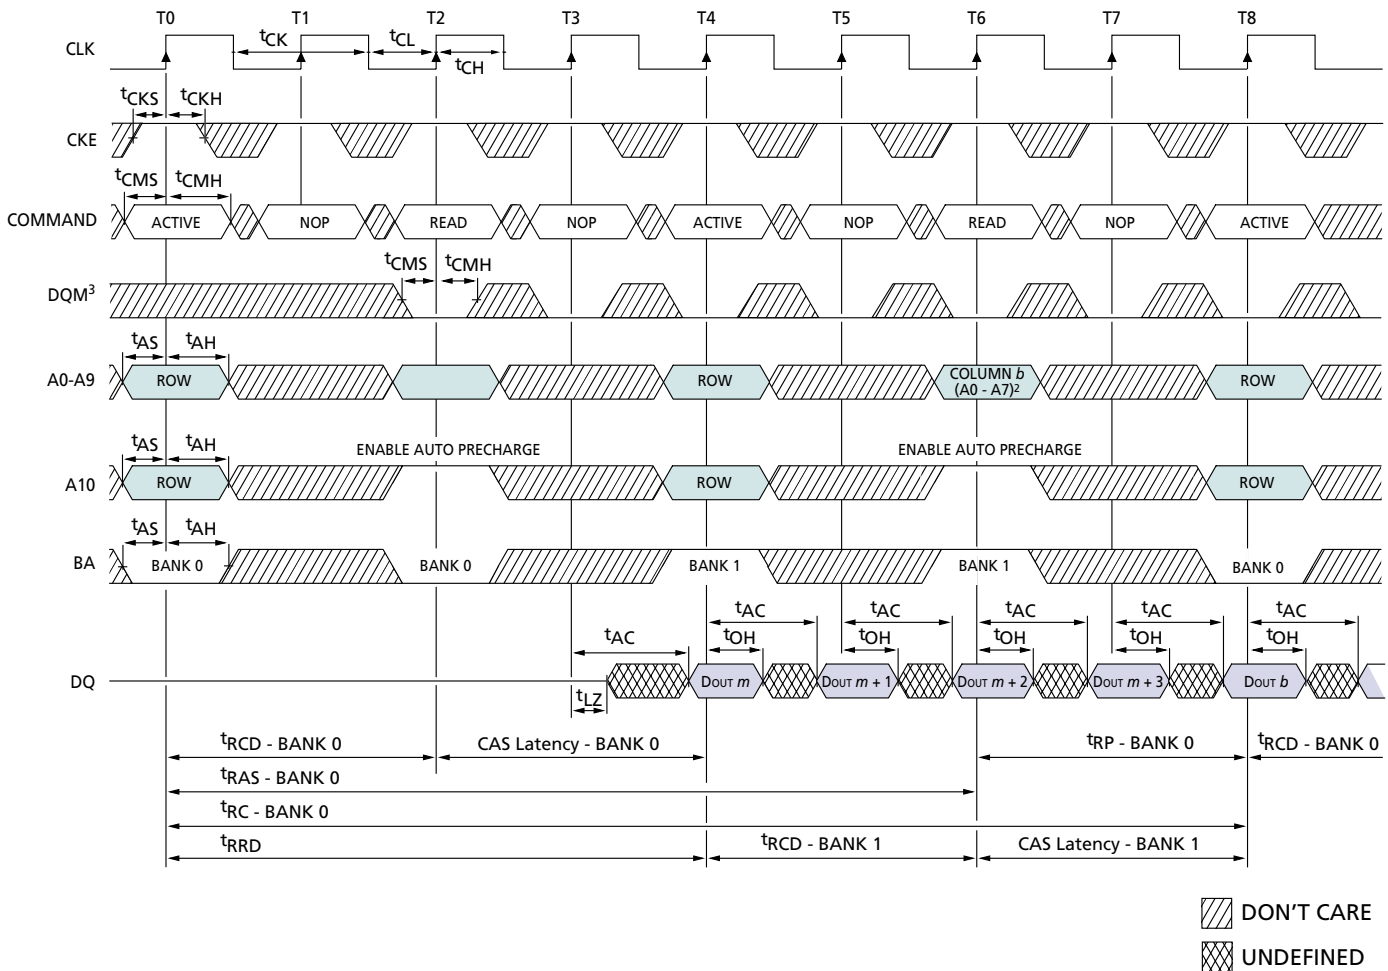 T0 T1 T2 T3 T4 T5 T6 T7 T8
CLK
tCK tCL
tCH
tCKS tCKH
CKE
tCMS tCMH
COMMAND ACTIVE NOP READ NOP ACTIVE NOP READ NOP ACTIVE
tCMS tCMH
DQM³
tAS tAH
A0-A9 ROW ROW COLUMN b ROW
(A0 - A7)²
tAS tAH ENABLE AUTO PRECHARGE ENABLE AUTO PRECHARGE
A10 ROW ROW ROW
tAS tAH
BA BANK 0 BANK 0 BANK 1 BANK 1 BANK 0
tAC tAC tAC tAC tAC
tAC tOH tOH tOH tOH tOH
DQ DOUT m DOUT m + 1 DOUT m + 2 DOUT m + 3 DOUT b
tLZ
tRCD - BANK 0 CAS Latency - BANK 0 tRP - BANK 0 tRCD - BANK 0
tRAS - BANK 0
tRC - BANK 0
tRRD tRCD - BANK 1 CAS Latency - BANK 1
DON'T CARE
UNDEFINED